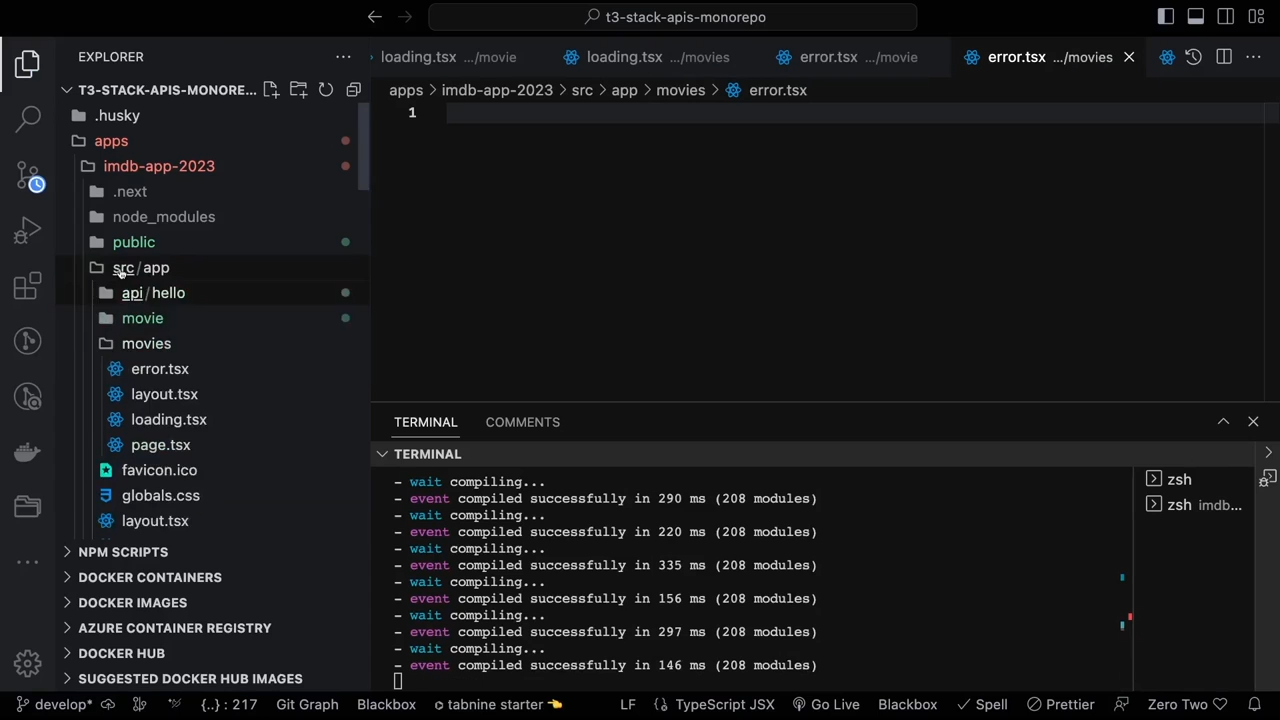 t3-stack-apis-monorepo
EXPLORER
T3-STACK-APIS-MONORE...
.husky
apps
imdb-app-2023
.next
node_modules
public
src/app
api/hello
movie
movies
error.tsx
layout.tsx
loading.tsx
page.tsx
favicon.ico
globals.css
layout.tsx
NPM SCRIPTS
DOCKER CONTAINERS
DOCKER IMAGES
AZURE CONTAINER REGISTRY
DOCKER HUB
SUGGESTED DOCKER HUB IMAGES
loading.tsx .../movie loading.tsx .../movies error.tsx .../movie error.tsx .../movies
apps > imdb-app-2023 > src > app > movies > error.tsx
1
TERMINAL COMMENTS
TERMINAL
- wait compiling...
- event compiled successfully in 290 ms (208 modules)
- wait compiling...
- event compiled successfully in 220 ms (208 modules)
- wait compiling...
- event compiled successfully in 335 ms (208 modules)
- wait compiling...
- event compiled successfully in 156 ms (208 modules)
- wait compiling...
- event compiled successfully in 297 ms (208 modules)
- wait compiling...
- event compiled successfully in 146 ms (208 modules)
zsh
zsh imdb...
develop* {..} : 217 Git Graph Blackbox tabnine starter 👈 LF TypeScript JSX Go Live Blackbox Spell Prettier Zero Two